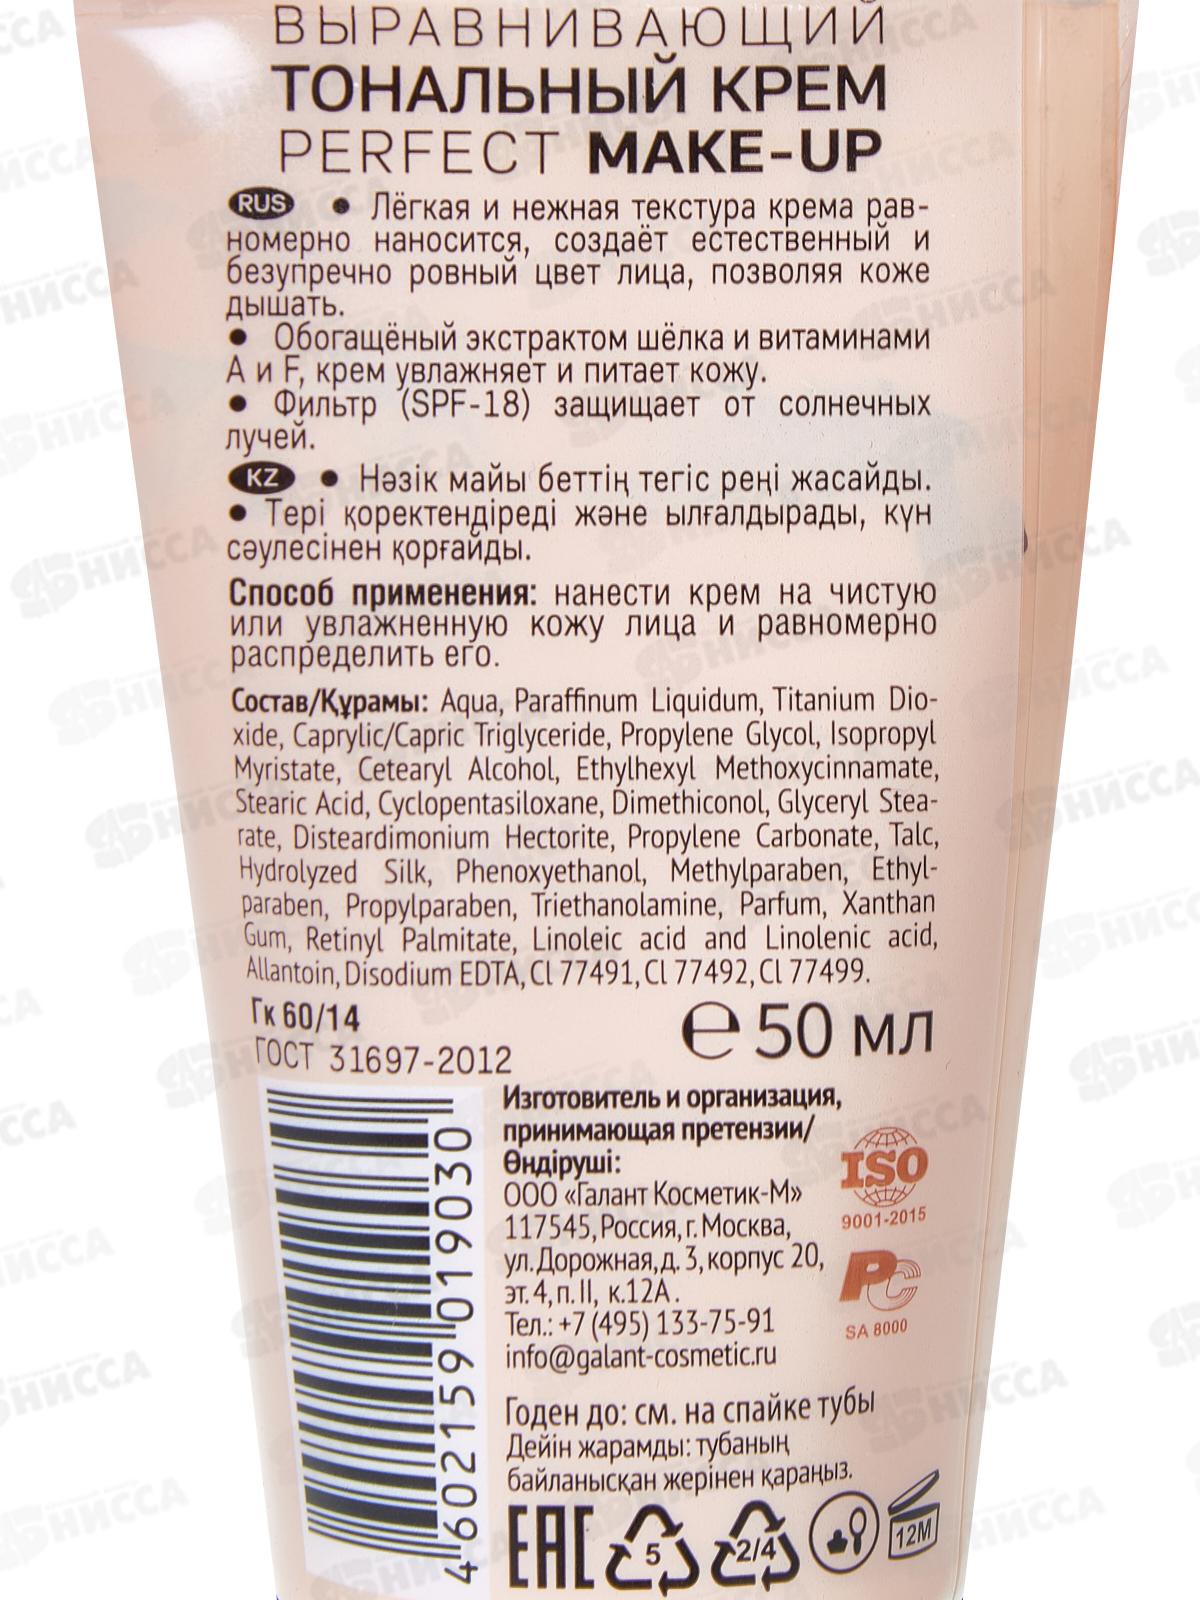 ВЫРАВНИВАЮЩИЙ
ТОНАЛЬНЫЙ КРЕМ
PERFECT MAKE-UP
RUS ● Лёгкая и нежная текстура крема рав-
номерно наносится, создаёт естественный и
безупречно ровный цвет лица, позволяя коже
дышать.
● Обогащёный экстрактом шёлка и витаминами
А и F, крем увлажняет и питает кожу.
● Фильтр (SPF-18) защищает от солнечных
лучей.
KZ ● Нәзік майы беттің тегіс реңі жасайды.
● Тері қоректендіреді және ылғалдырады, күн
сәулесінен қорғайды.
Способ применения: нанести крем на чистую
или увлажненную кожу лица и равномерно
распределить его.
Состав/Құрамы: Aqua, Paraffinum Liquidum, Titanium Dio-
xide, Caprylic/Capric Triglyceride, Propylene Glycol, Isopropyl
Myristate, Cetearyl Alcohol, Ethylhexyl Methoxycinnamate,
Stearic Acid, Cyclopentasiloxane, Dimethiconol, Glyceryl Stea-
rate, Disteardimonium Hectorite, Propylene Carbonate, Talc,
Hydrolyzed Silk, Phenoxyethanol, Methylparaben, Ethyl-
paraben, Propylparaben, Triethanolamine, Parfum, Xanthan
Gum, Retinyl Palmitate, Linoleic acid and Linolenic acid,
Allantoin, Disodium EDTA, Cl 77491, Cl 77492, Cl 77499.
Гк 60/14
ГОСТ 31697-2012
℮ 50 мл
4 602159 019030
Изготовитель и организация,
принимающая претензии/
Өндіруші:
ООО «Галант Косметик-М»
117545, Россия, г. Москва,
ул. Дорожная, д. 3, корпус 20,
эт. 4, п. II, к.12А.
Тел.: +7 (495) 133-75-91
info@galant-cosmetic.ru
ISO
9001-2015
РС
SA 8000
Годен до: см. на спайке тубы
Дейін жарамды: тубаның
байланысқан жерінен қараңыз.
EAC 5 2/4 12M
НИССА